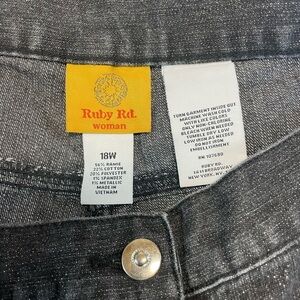 Ruby Rd.
woman
18W
56% RAMIE
22% COTTON
20% POLYESTER
1% SPANDEX
1% METALLIC
MADE IN
VIETNAM
TURN GARMENT INSIDE OUT
MACHINE WASH COLD
WITH LIKE COLORS
ONLY NON-CHLORINE
BLEACH WHEN NEEDED
TUMBLE DRY LOW
LOW IRON AS NEEDED
DO NOT IRON
EMBELLISHMENT
RUBY RD.
1411 BROADWAY
NEW YORK, NY